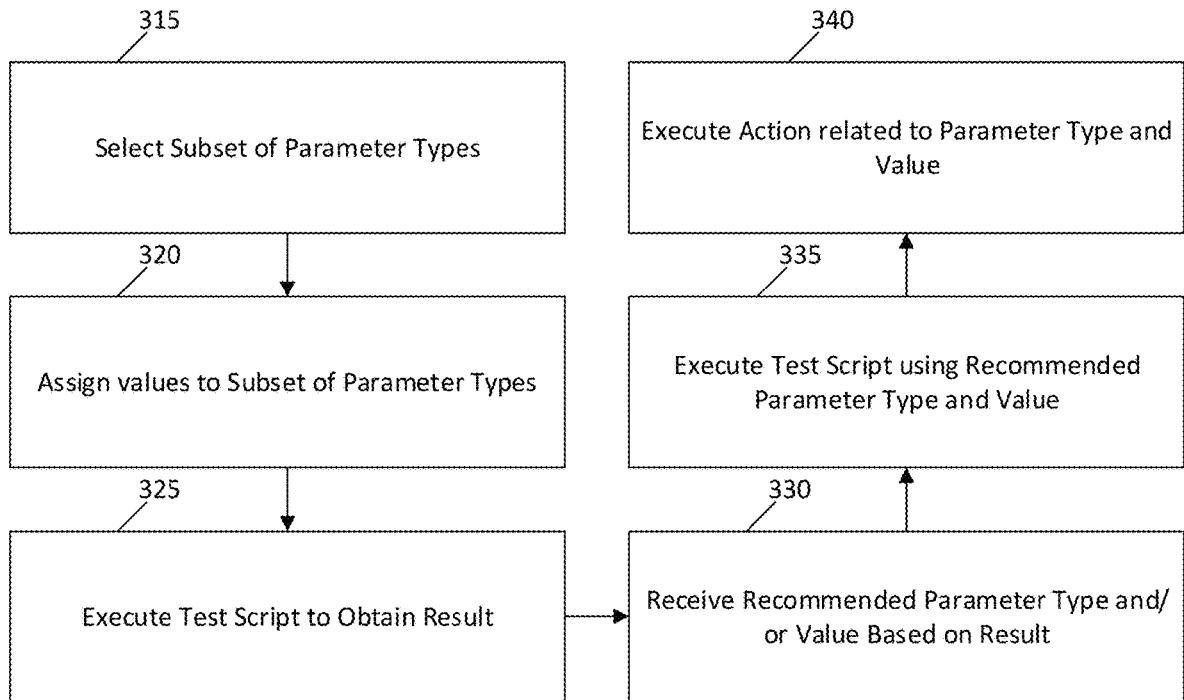 315
Select Subset of Parameter Types
320
Assign values to Subset of Parameter Types
325
Execute Test Script to Obtain Result
330
Receive Recommended Parameter Type and/
or Value Based on Result
335
Execute Test Script using Recommended
Parameter Type and Value
340
Execute Action related to Parameter Type and
Value